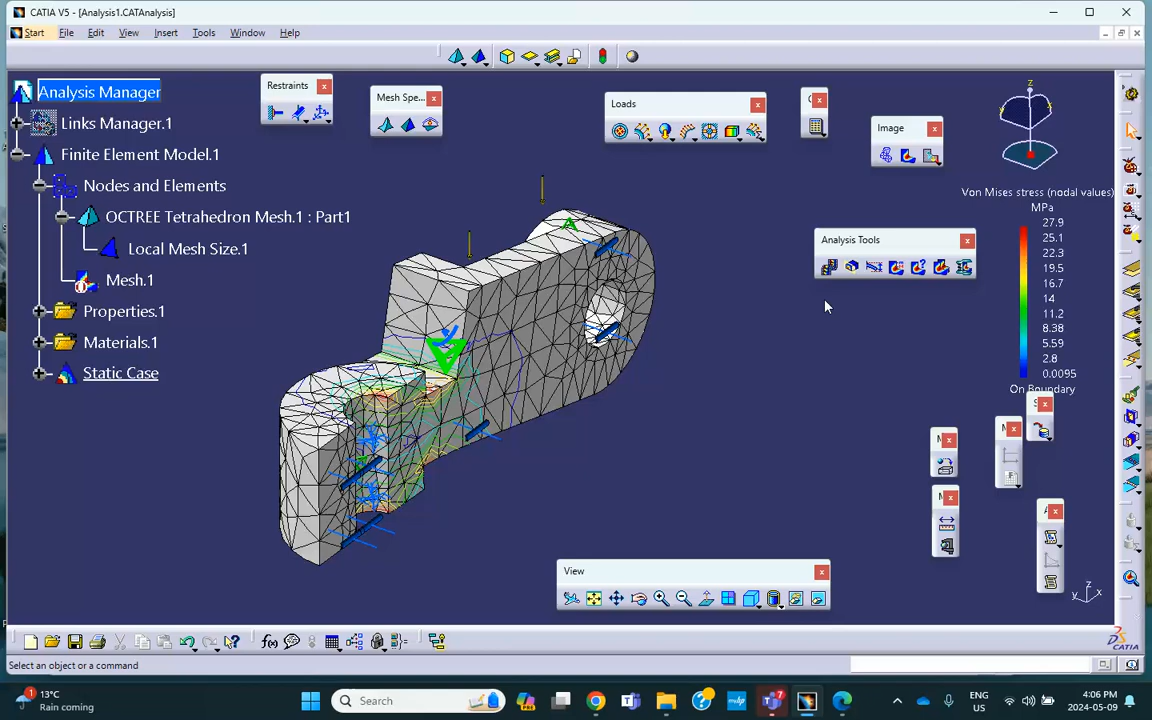 CATIA V5 - [Analysis1.CATAnalysis]
Start File Edit View Insert Tools Window Help
Analysis Manager
Links Manager.1
Finite Element Model.1
Nodes and Elements
OCTREE Tetrahedron Mesh.1 : Part1
Local Mesh Size.1
Mesh.1
Properties.1
Materials.1
Static Case
Restraints
Mesh Spe...
Loads
Image
Analysis Tools
Von Mises stress (nodal values)
MPa
27.9
25.1
22.3
19.5
16.7
14
11.2
8.38
5.59
2.8
0.0095
On Boundary
View
z
x
y
CATIA
Select an object or a command
13°C
Rain coming
Search
ENG
US
4:06 PM
2024-05-09